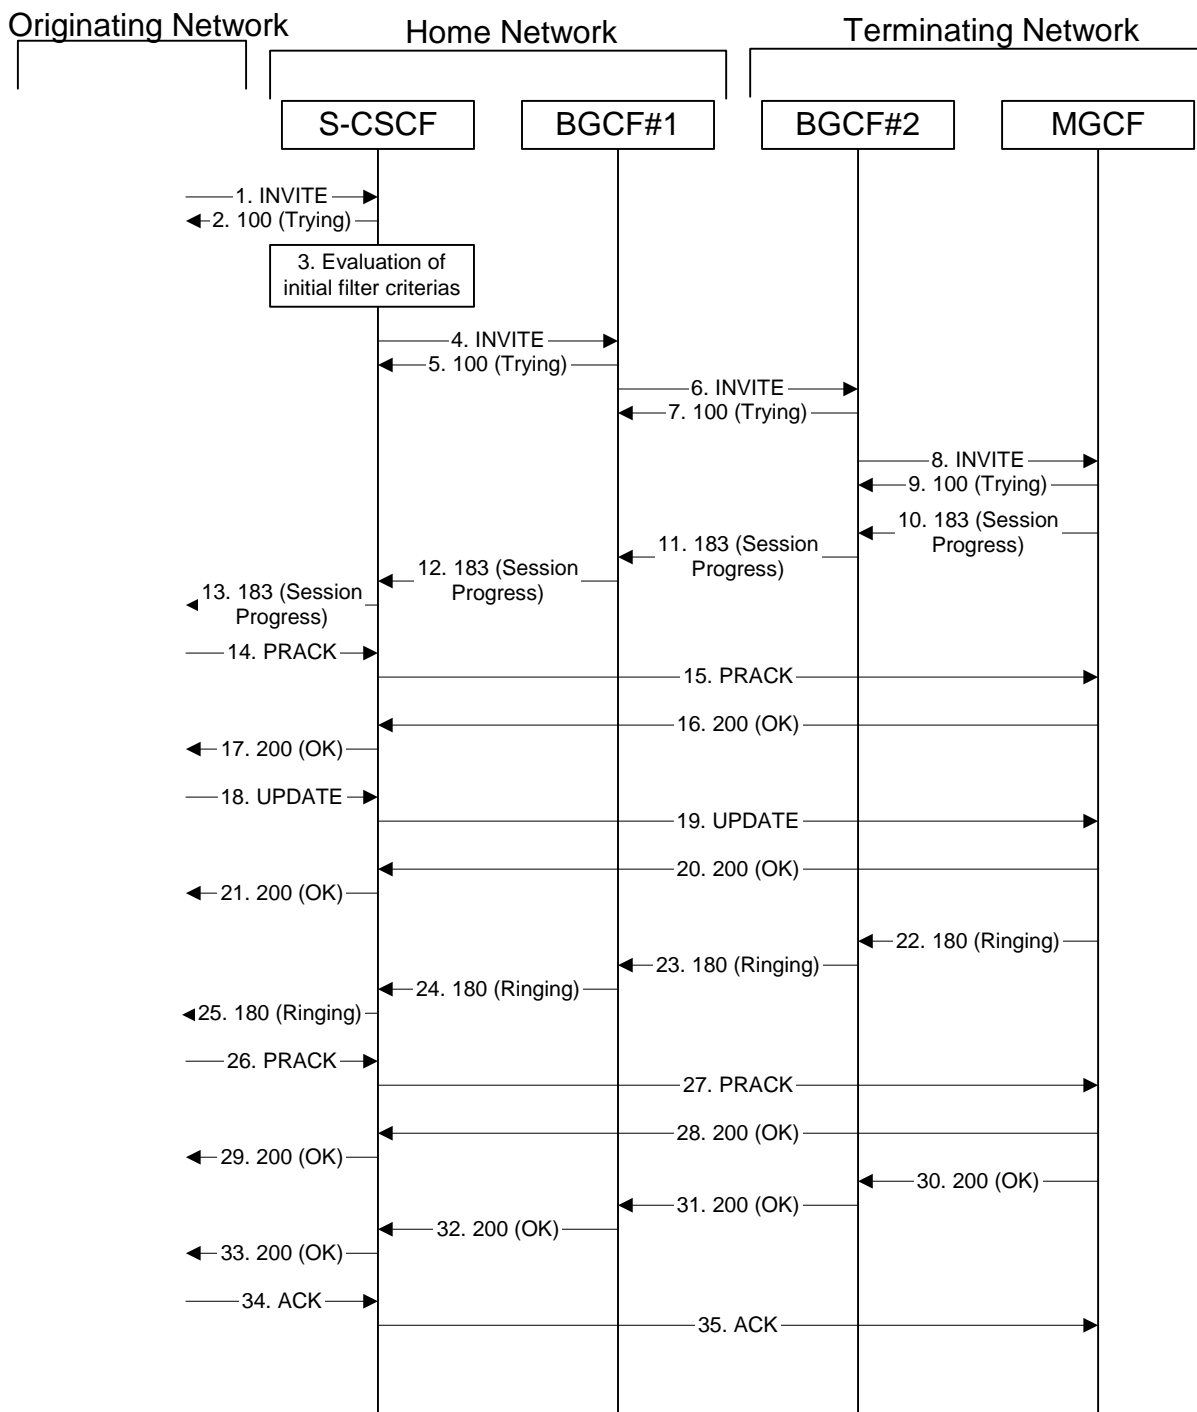 Originating Network
Home Network
Terminating Network
S-CSCF
BGCF#1
BGCF#2
MGCF
1. INVITE
2. 100 (Trying)
3. Evaluation of
initial filter criterias
4. INVITE
5. 100 (Trying)
6. INVITE
7. 100 (Trying)
8. INVITE
9. 100 (Trying)
10. 183 (Session
Progress)
11. 183 (Session
Progress)
12. 183 (Session
Progress)
13. 183 (Session
Progress)
14. PRACK
15. PRACK
16. 200 (OK)
17. 200 (OK)
18. UPDATE
19. UPDATE
20. 200 (OK)
21. 200 (OK)
22. 180 (Ringing)
23. 180 (Ringing)
24. 180 (Ringing)
25. 180 (Ringing)
26. PRACK
27. PRACK
28. 200 (OK)
29. 200 (OK)
30. 200 (OK)
31. 200 (OK)
32. 200 (OK)
33. 200 (OK)
34. ACK
35. ACK